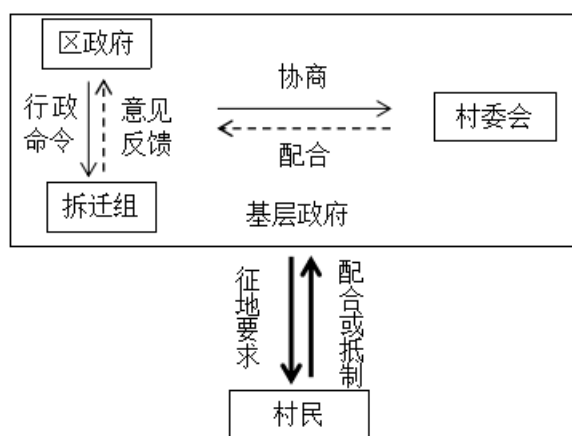 区政府
行政
命令
意见
反馈
拆迁组
协商
配合
村委会
基层政府
征地要求
配合或抵制
村民